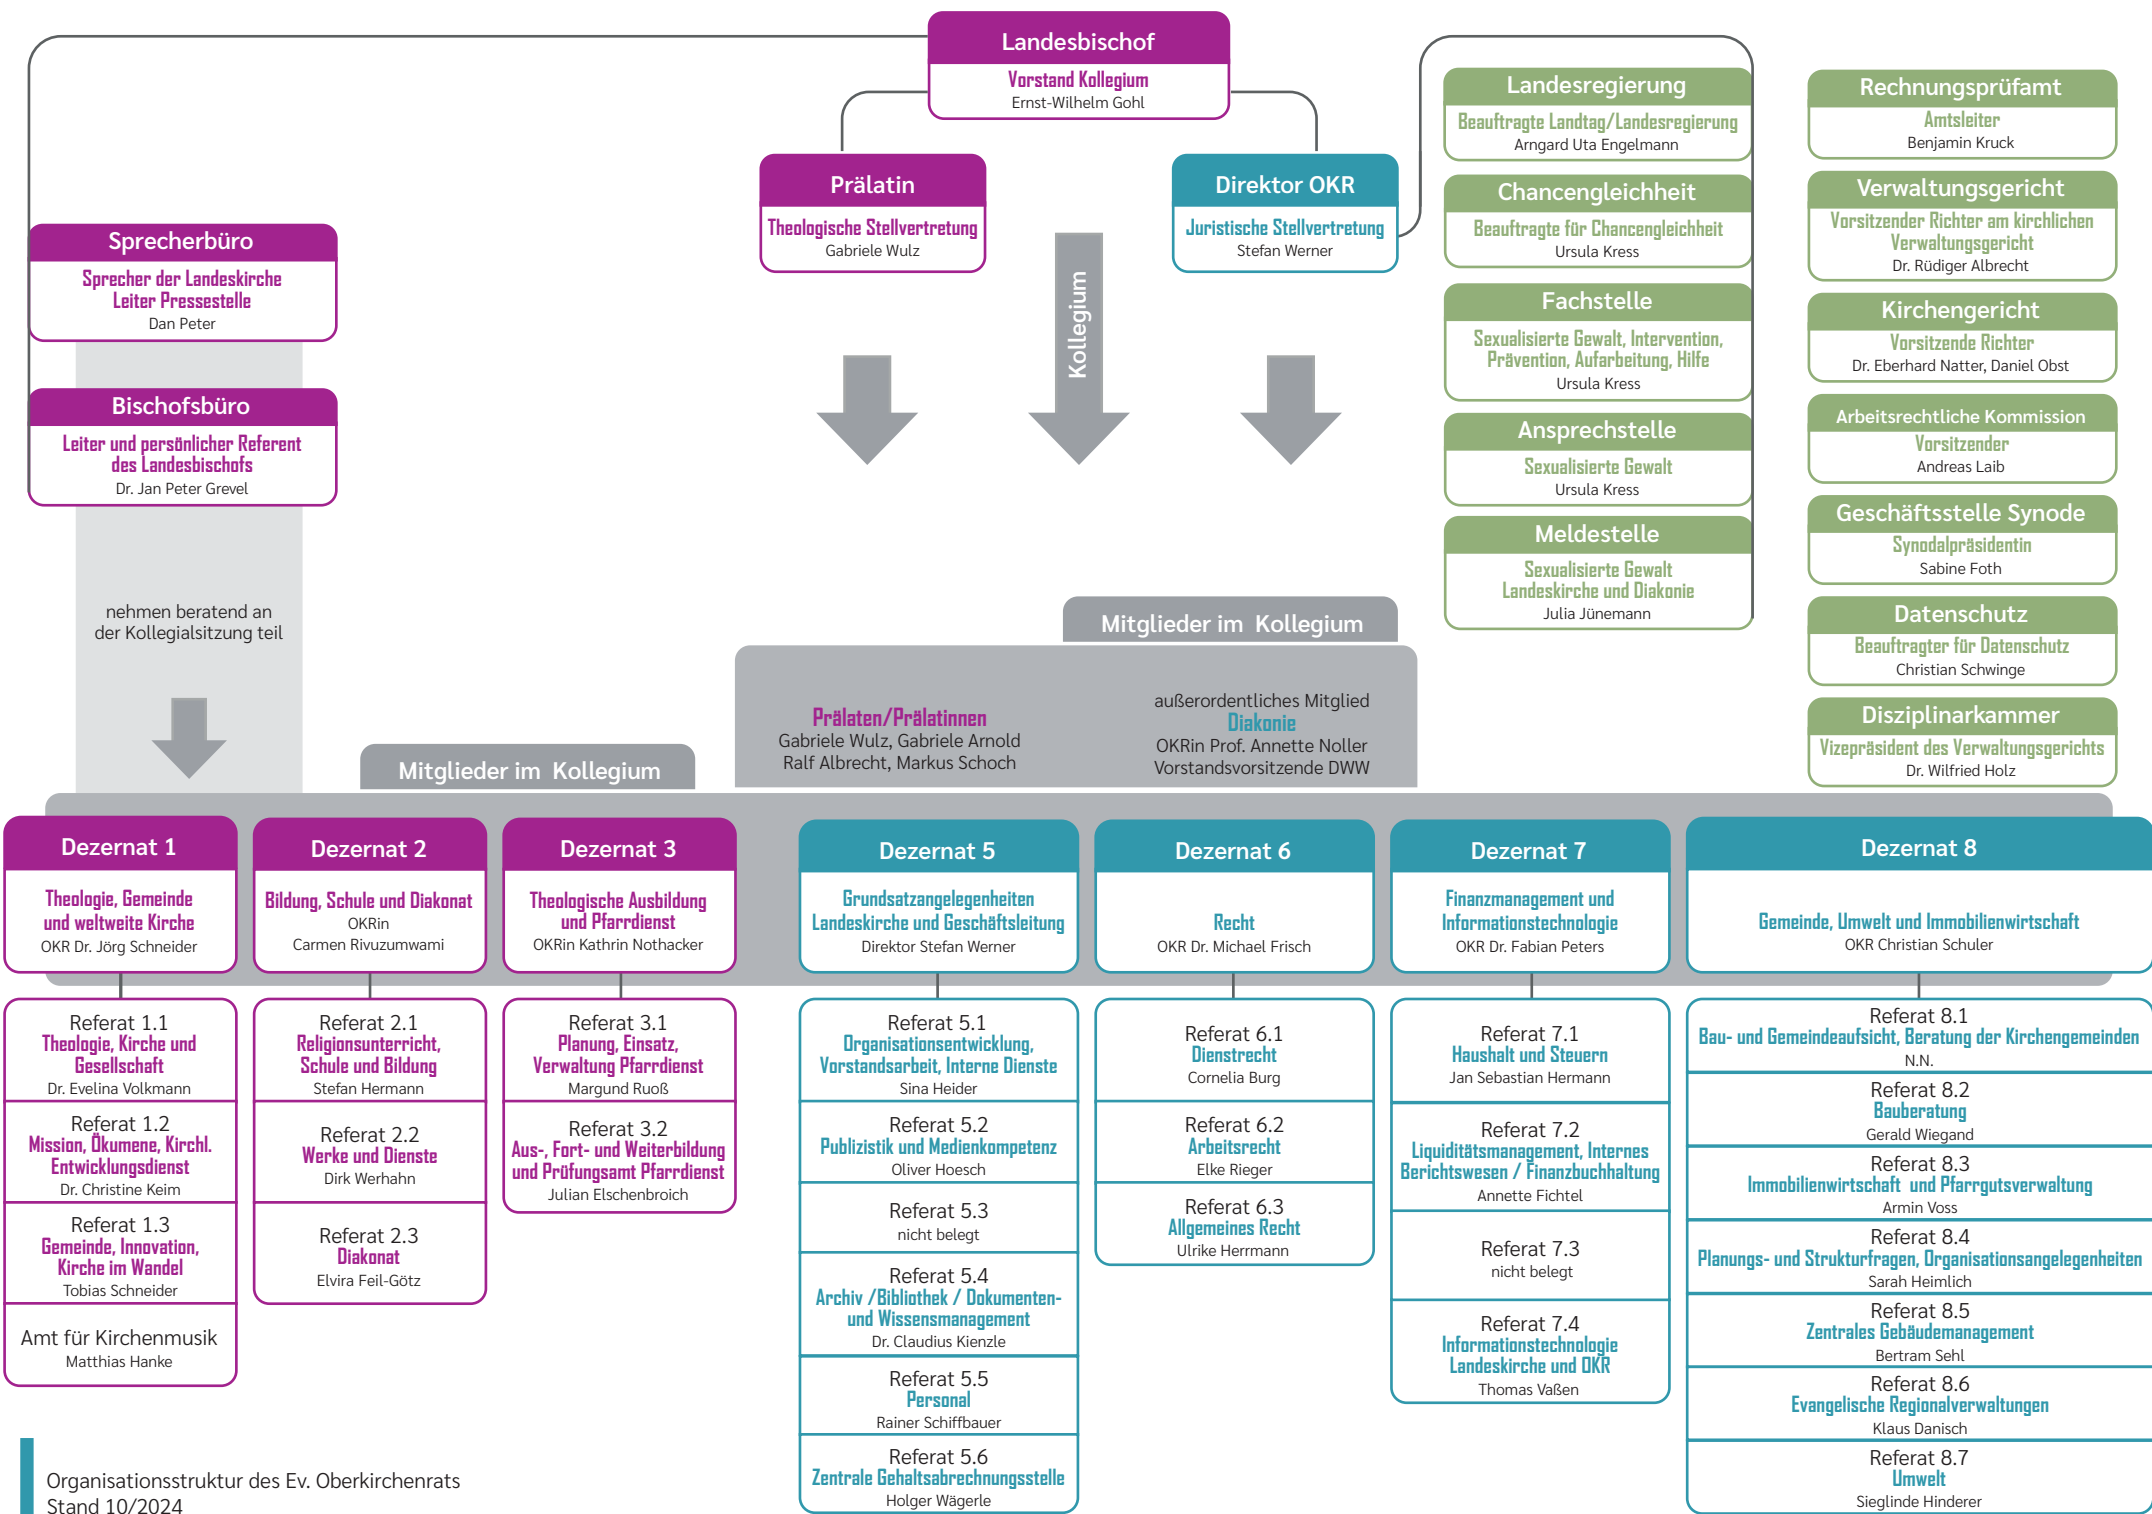 Landesbischof
Vorstand Kollegium
Ernst-Wilhelm Gohl
Prälatin
Theologische Stellvertretung
Gabriele Wulz
Direktor OKR
Juristische Stellvertretung
Stefan Werner
Kollegium
Sprecherbüro
Sprecher der Landeskirche
Leiter Pressestelle
Dan Peter
Bischofsbüro
Leiter und persönlicher Referent
des Landesbischofs
Dr. Jan Peter Grevel
nehmen beratend an
der Kollegialsitzung teil
Landesregierung
Beauftragte Landtag/Landesregierung
Arngard Uta Engelmann
Chancengleichheit
Beauftragte für Chancengleichheit
Ursula Kress
Fachstelle
Sexualisierte Gewalt, Intervention,
Prävention, Aufarbeitung, Hilfe
Ursula Kress
Ansprechstelle
Sexualisierte Gewalt
Ursula Kress
Meldestelle
Sexualisierte Gewalt
Landeskirche und Diakonie
Julia Jünemann
Rechnungsprüfamt
Amtsleiter
Benjamin Kruck
Verwaltungsgericht
Vorsitzender Richter am kirchlichen
Verwaltungsgericht
Dr. Rüdiger Albrecht
Kirchengericht
Vorsitzende Richter
Dr. Eberhard Natter, Daniel Obst
Arbeitsrechtliche Kommission
Vorsitzender
Andreas Laib
Geschäftsstelle Synode
Synodalpräsidentin
Sabine Foth
Datenschutz
Beauftragter für Datenschutz
Christian Schwinge
Disziplinarkammer
Vizepräsident des Verwaltungsgerichts
Dr. Wilfried Holz
Mitglieder im Kollegium
Prälaten/Prälatinnen
Gabriele Wulz, Gabriele Arnold
Ralf Albrecht, Markus Schoch
außerordentliches Mitglied
Diakonie
OKRin Prof. Annette Noller
Vorstandsvorsitzende DWW
Mitglieder im Kollegium
Dezernat 1
Theologie, Gemeinde
und weltweite Kirche
OKR Dr. Jörg Schneider
Referat 1.1
Theologie, Kirche und
Gesellschaft
Dr. Evelina Volkmann
Referat 1.2
Mission, Ökumene, Kirchl.
Entwicklungsdienst
Dr. Christine Keim
Referat 1.3
Gemeinde, Innovation,
Kirche im Wandel
Tobias Schneider
Amt für Kirchenmusik
Matthias Hanke
Dezernat 2
Bildung, Schule und Diakonat
OKRin
Carmen Rivuzumwami
Referat 2.1
Religionsunterricht,
Schule und Bildung
Stefan Hermann
Referat 2.2
Werke und Dienste
Dirk Werhahn
Referat 2.3
Diakonat
Elvira Feil-Götz
Dezernat 3
Theologische Ausbildung
und Pfarrdienst
OKRin Kathrin Nothacker
Referat 3.1
Planung, Einsatz,
Verwaltung Pfarrdienst
Margund Ruoß
Referat 3.2
Aus-, Fort- und Weiterbildung
und Prüfungsamt Pfarrdienst
Julian Elschenbroich
Dezernat 5
Grundsatzangelegenheiten
Landeskirche und Geschäftsleitung
Direktor Stefan Werner
Referat 5.1
Organisationsentwicklung,
Vorstandsarbeit, Interne Dienste
Sina Heider
Referat 5.2
Publizistik und Medienkompetenz
Oliver Hoesch
Referat 5.3
nicht belegt
Referat 5.4
Archiv /Bibliothek / Dokumenten-
und Wissensmanagement
Dr. Claudius Kienzle
Referat 5.5
Personal
Rainer Schiffbauer
Referat 5.6
Zentrale Gehaltsabrechnungsstelle
Holger Wägerle
Dezernat 6
Recht
OKR Dr. Michael Frisch
Referat 6.1
Dienstrecht
Cornelia Burg
Referat 6.2
Arbeitsrecht
Elke Rieger
Referat 6.3
Allgemeines Recht
Ulrike Herrmann
Dezernat 7
Finanzmanagement und
Informationstechnologie
OKR Dr. Fabian Peters
Referat 7.1
Haushalt und Steuern
Jan Sebastian Hermann
Referat 7.2
Liquiditätsmanagement, Internes
Berichtswesen / Finanzbuchhaltung
Annette Fichtel
Referat 7.3
nicht belegt
Referat 7.4
Informationstechnologie
Landeskirche und OKR
Thomas Vaßen
Dezernat 8
Gemeinde, Umwelt und Immobilienwirtschaft
OKR Christian Schuler
Referat 8.1
Bau- und Gemeindeaufsicht, Beratung der Kirchengemeinden
N.N.
Referat 8.2
Bauberatung
Gerald Wiegand
Referat 8.3
Immobilienwirtschaft und Pfarrgutsverwaltung
Armin Voss
Referat 8.4
Planungs- und Strukturfragen, Organisationsangelegenheiten
Sarah Heimlich
Referat 8.5
Zentrales Gebäudemanagement
Bertram Sehl
Referat 8.6
Evangelische Regionalverwaltungen
Klaus Danisch
Referat 8.7
Umwelt
Sieglinde Hinderer
Organisationsstruktur des Ev. Oberkirchenrats
Stand 10/2024